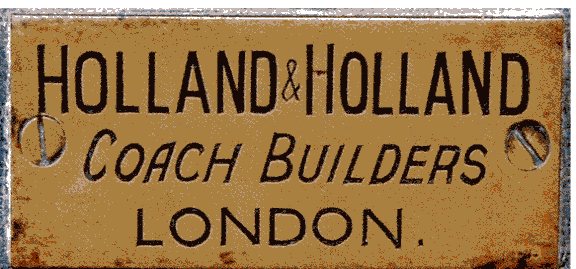 HOLLAND & HOLLAND
COACH BUILDERS
LONDON.